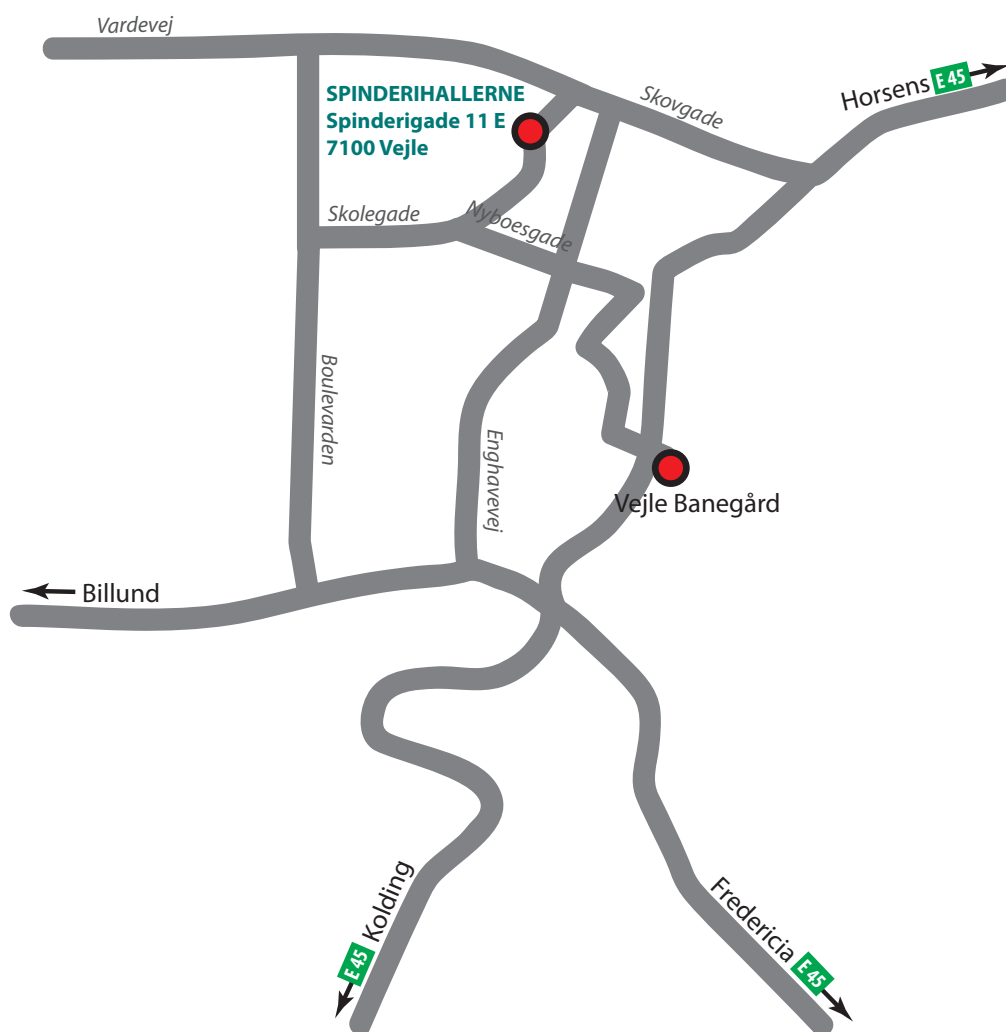 Vardevej
SPINDERIHALLERNE
Spinderigade 11 E
7100 Vejle
Skovgade
Horsens E 45
Skolegade
Nyboesgade
Boulevarden
Enghavevej
Vejle Banegård
Billund
E 45 Kolding
Fredericia E 45